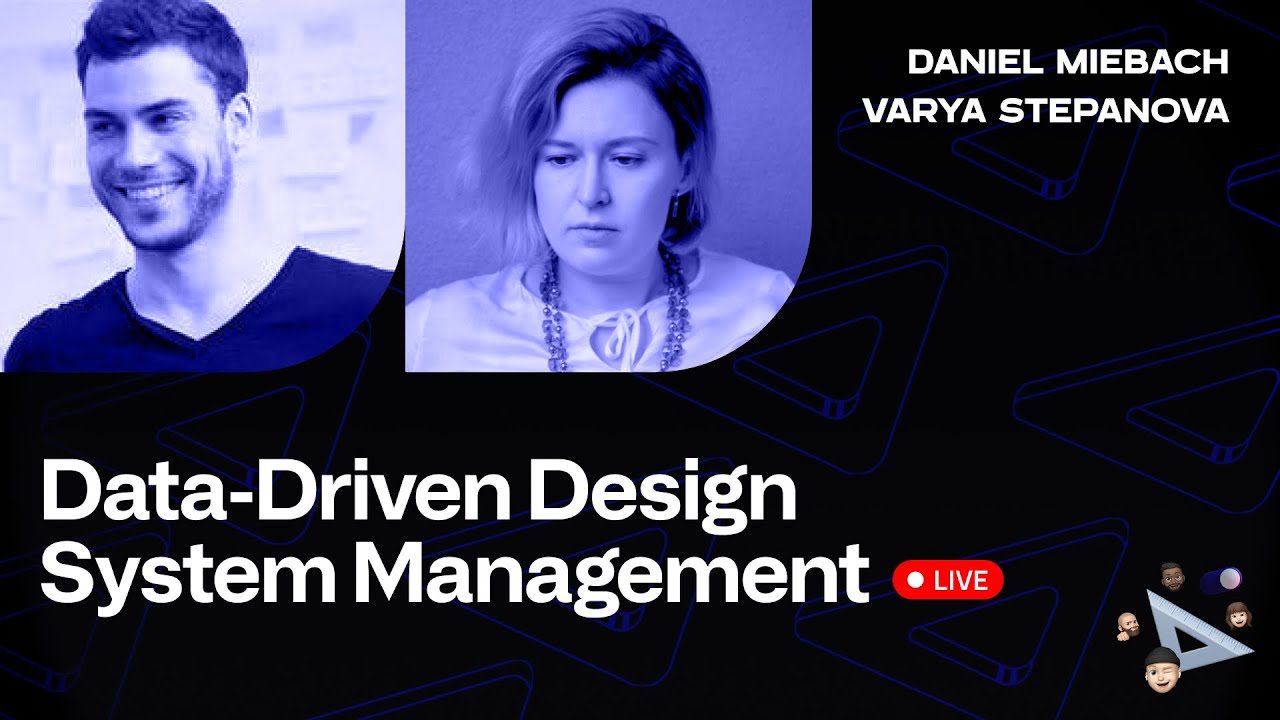 DANIEL MIEBACH
VARYA STEPANOVA
Data-Driven Design
System Management
LIVE